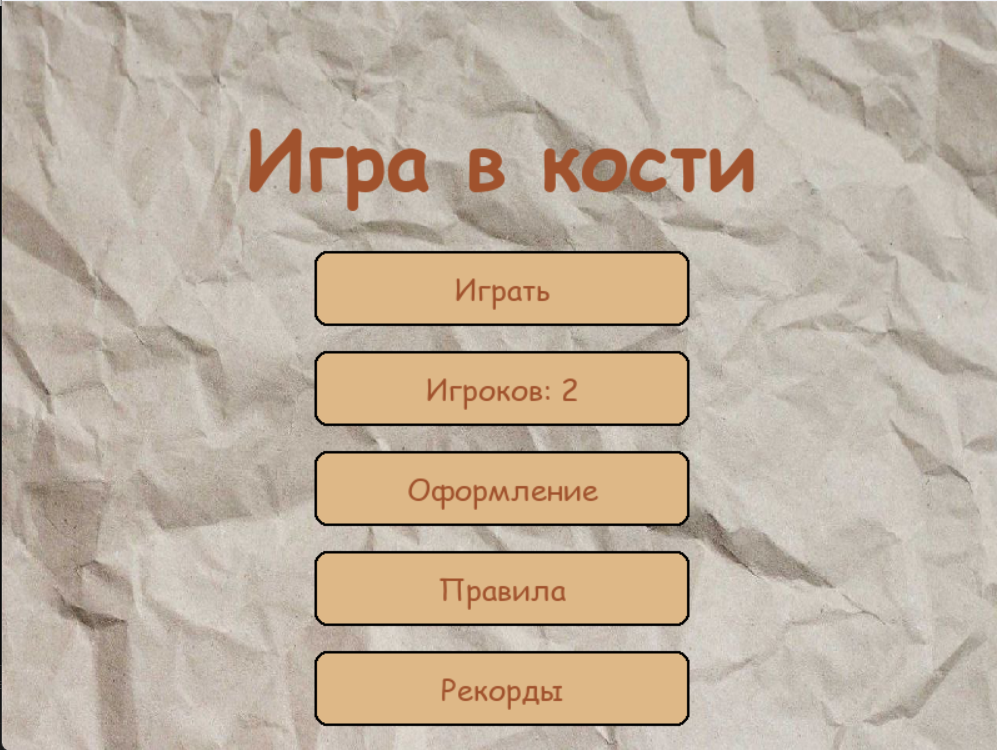 Игра в кости
Играть
Игроков: 2
Оформление
Правила
Рекорды